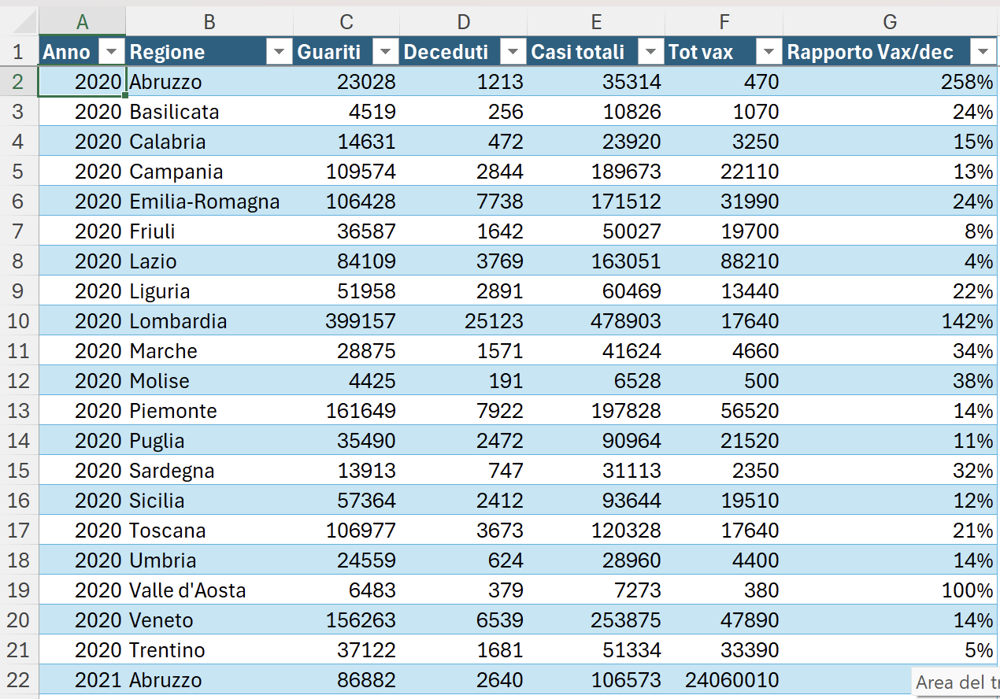 A B C D E F G
1 Anno Regione Guariti Deceduti Casi totali Tot vax Rapporto Vax/dec
2 2020 Abruzzo 23028 1213 35314 470 258%
3 2020 Basilicata 4519 256 10826 1070 24%
4 2020 Calabria 14631 472 23920 3250 15%
5 2020 Campania 109574 2844 189673 22110 13%
6 2020 Emilia-Romagna 106428 7738 171512 31990 24%
7 2020 Friuli 36587 1642 50027 19700 8%
8 2020 Lazio 84109 3769 163051 88210 4%
9 2020 Liguria 51958 2891 60469 13440 22%
10 2020 Lombardia 399157 25123 478903 17640 142%
11 2020 Marche 28875 1571 41624 4660 34%
12 2020 Molise 4425 191 6528 500 38%
13 2020 Piemonte 161649 7922 197828 56520 14%
14 2020 Puglia 35490 2472 90964 21520 11%
15 2020 Sardegna 13913 747 31113 2350 32%
16 2020 Sicilia 57364 2412 93644 19510 12%
17 2020 Toscana 106977 3673 120328 17640 21%
18 2020 Umbria 24559 624 28960 4400 14%
19 2020 Valle d'Aosta 6483 379 7273 380 100%
20 2020 Veneto 156263 6539 253875 47890 14%
21 2020 Trentino 37122 1681 51334 33390 5%
22 2021 Abruzzo 86882 2640 106573 24060010 Area del